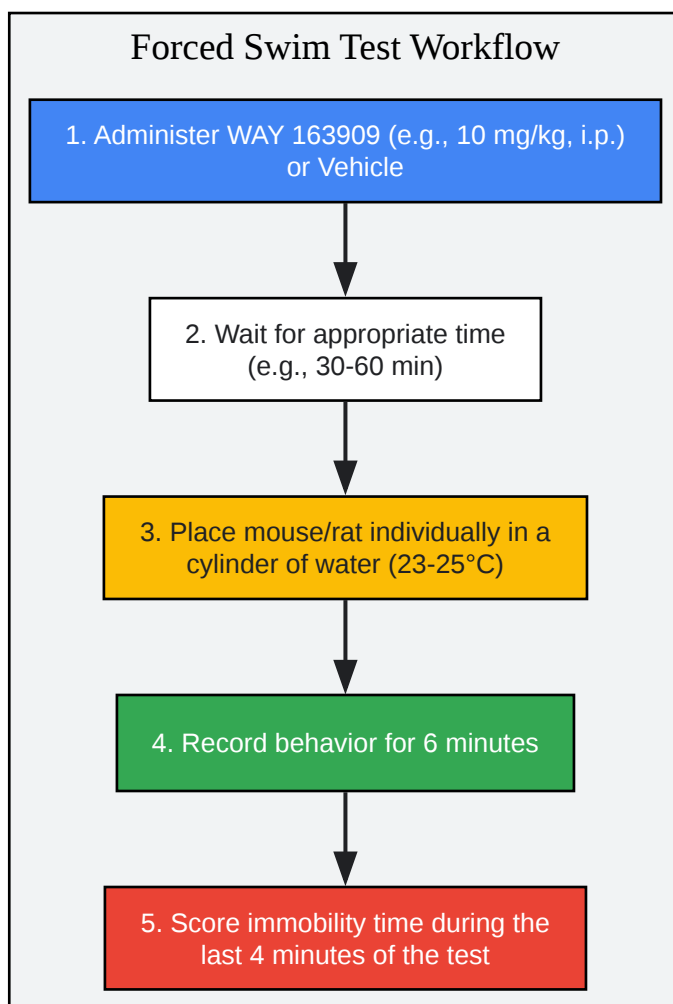 Forced Swim Test Workflow
1. Administer WAY 163909 (e.g., 10 mg/kg, i.p.)
or Vehicle
2. Wait for appropriate time
(e.g., 30-60 min)
3. Place mouse/rat individually in a
cylinder of water (23-25°C)
4. Record behavior for 6 minutes
5. Score immobility time during the
last 4 minutes of the test